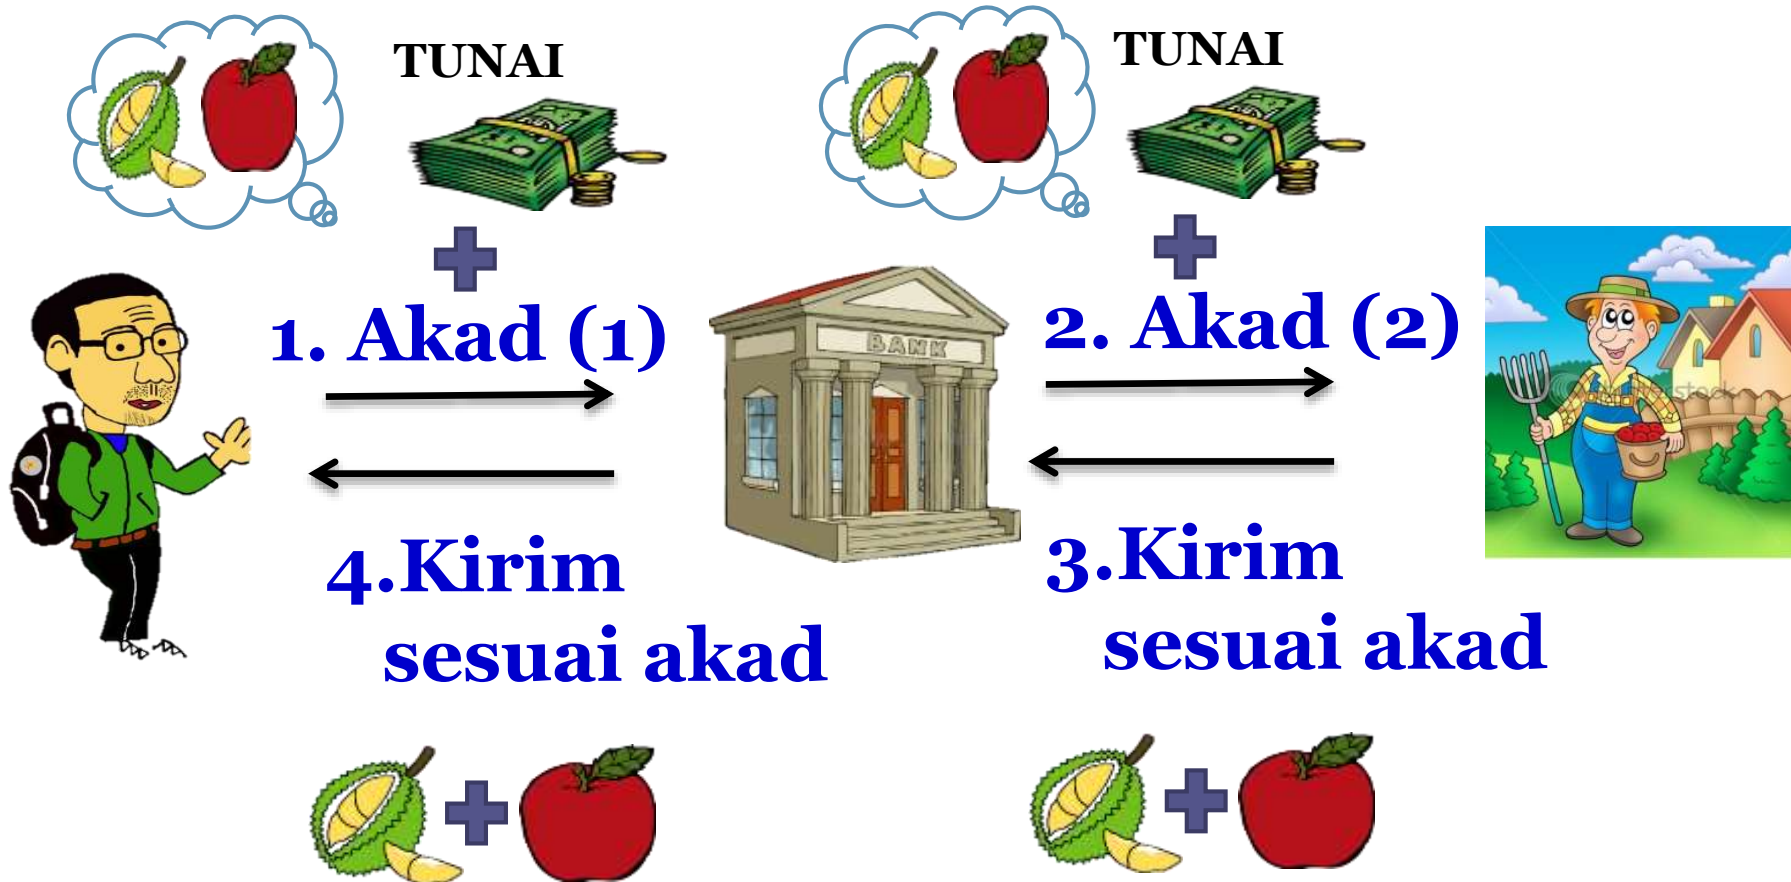 TUNAI
TUNAI
1. Akad (1)
2. Akad (2)
BANK
4.Kirim
sesuai akad
3.Kirim
sesuai akad